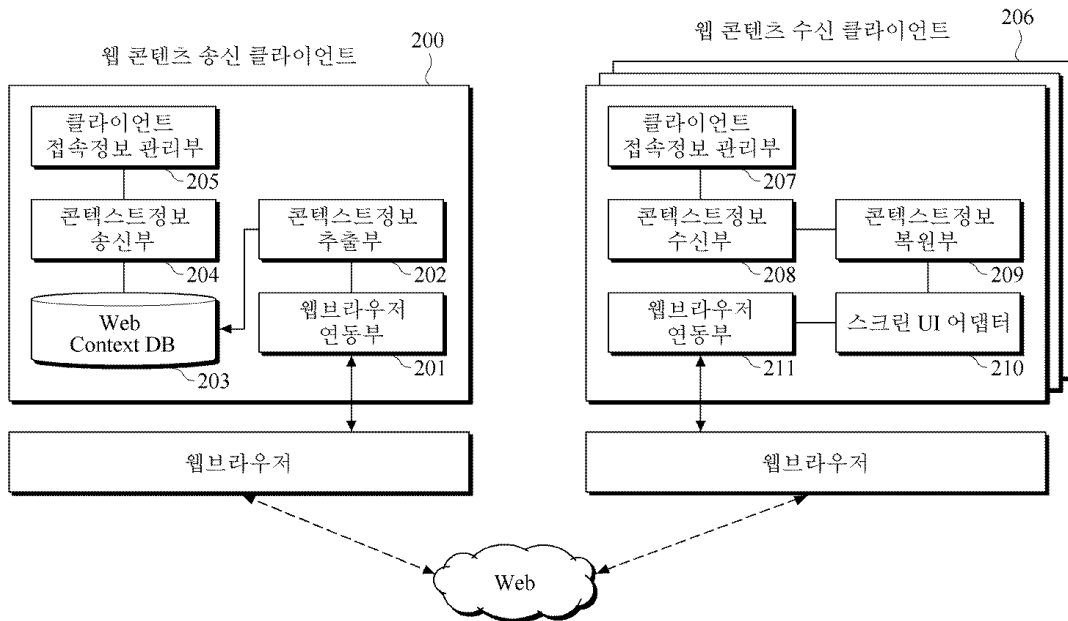 웹 콘텐츠 송신 클라이언트
200
클라이언트
접속정보 관리부
205
콘텍스트정보
송신부
204
콘텍스트정보
추출부
202
Web
Context DB
203
웹브라우저
연동부
201
웹브라우저
웹 콘텐츠 수신 클라이언트
206
클라이언트
접속정보 관리부
207
콘텍스트정보
수신부
208
콘텍스트정보
복원부
209
웹브라우저
연동부
211
스크린 UI 어댑터
210
웹브라우저
Web